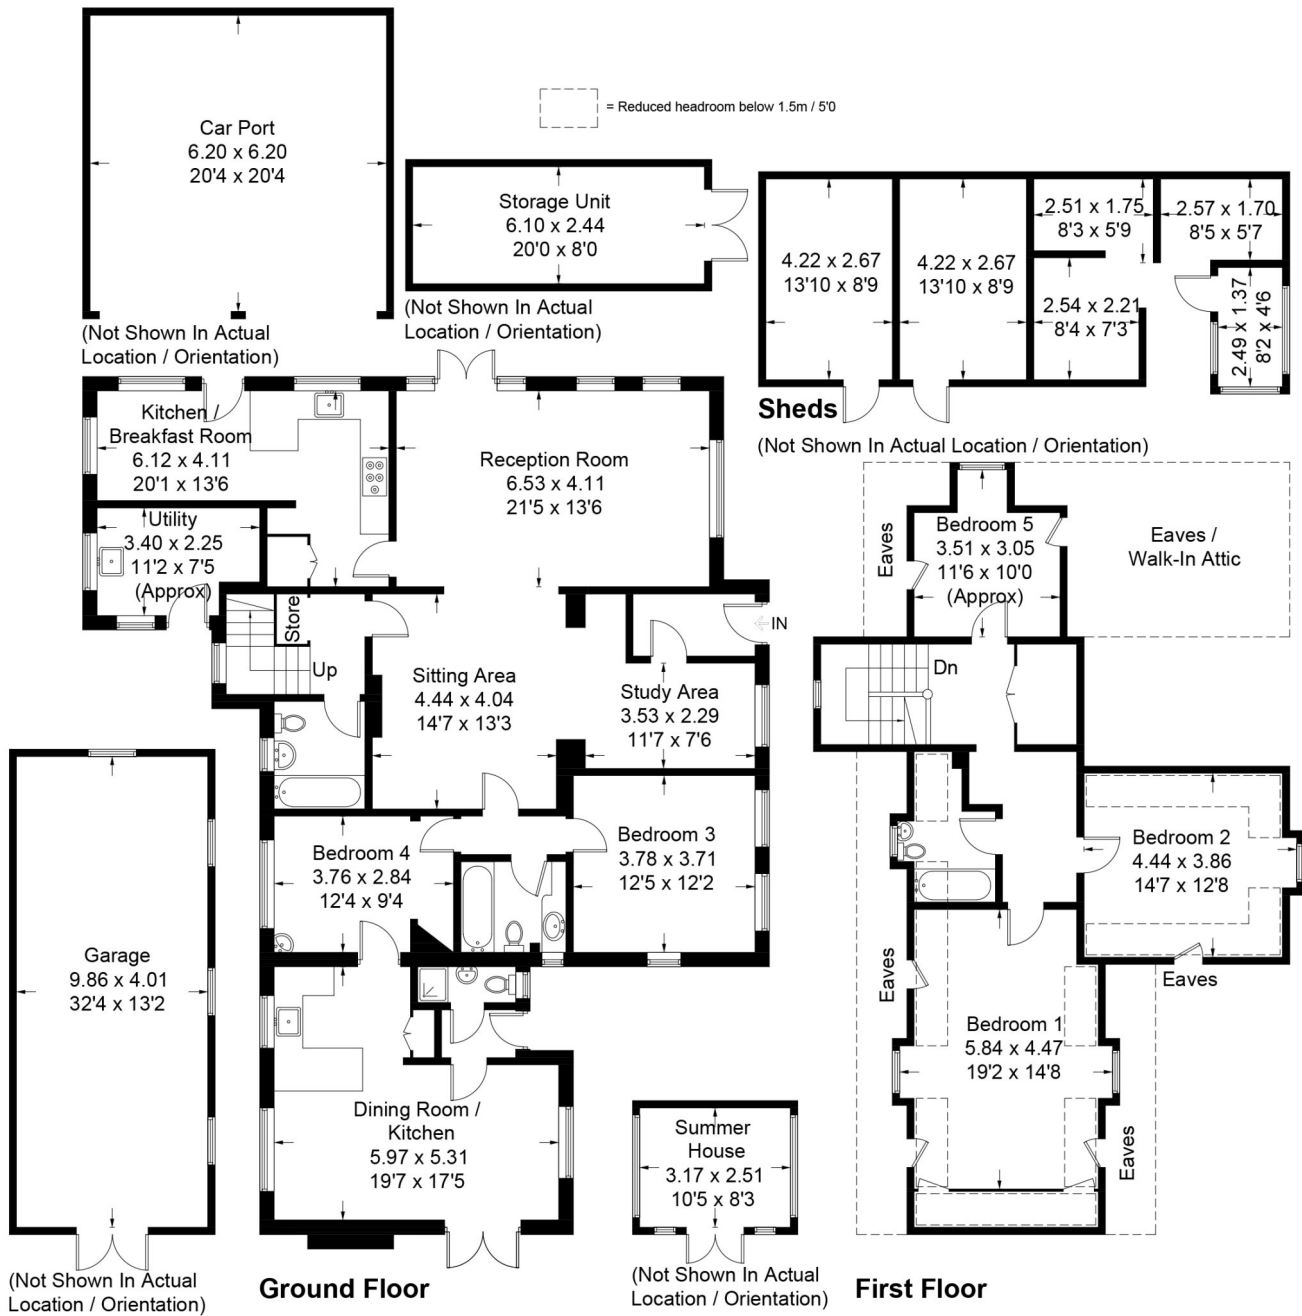 Car Port
6.20 x 6.20
20'4 x 20'4
(Not Shown In Actual
Location / Orientation)
= Reduced headroom below 1.5m / 5'0
Storage Unit
6.10 x 2.44
20'0 x 8'0
(Not Shown In Actual
Location / Orientation)
4.22 x 2.67
13'10 x 8'9
4.22 x 2.67
13'10 x 8'9
2.51 x 1.75
8'3 x 5'9
2.57 x 1.70
8'5 x 5'7
2.54 x 2.21
8'4 x 7'3
2.49 x 1.37
8'2 x 4'6
Sheds
(Not Shown In Actual Location / Orientation)
Kitchen /
Breakfast Room
6.12 x 4.11
20'1 x 13'6
Reception Room
6.53 x 4.11
21'5 x 13'6
Utility
3.40 x 2.25
11'2 x 7'5
(Approx)
Store
Up
IN
Sitting Area
4.44 x 4.04
14'7 x 13'3
Study Area
3.53 x 2.29
11'7 x 7'6
Bedroom 4
3.76 x 2.84
12'4 x 9'4
Bedroom 3
3.78 x 3.71
12'5 x 12'2
Dining Room /
Kitchen
5.97 x 5.31
19'7 x 17'5
Ground Floor
Garage
9.86 x 4.01
32'4 x 13'2
(Not Shown In Actual
Location / Orientation)
Summer
House
3.17 x 2.51
10'5 x 8'3
(Not Shown In Actual
Location / Orientation)
Eaves
Bedroom 5
3.51 x 3.05
11'6 x 10'0
(Approx)
Eaves /
Walk-In Attic
Dn
Bedroom 2
4.44 x 3.86
14'7 x 12'8
Eaves
Eaves
Bedroom 1
5.84 x 4.47
19'2 x 14'8
Eaves
First Floor